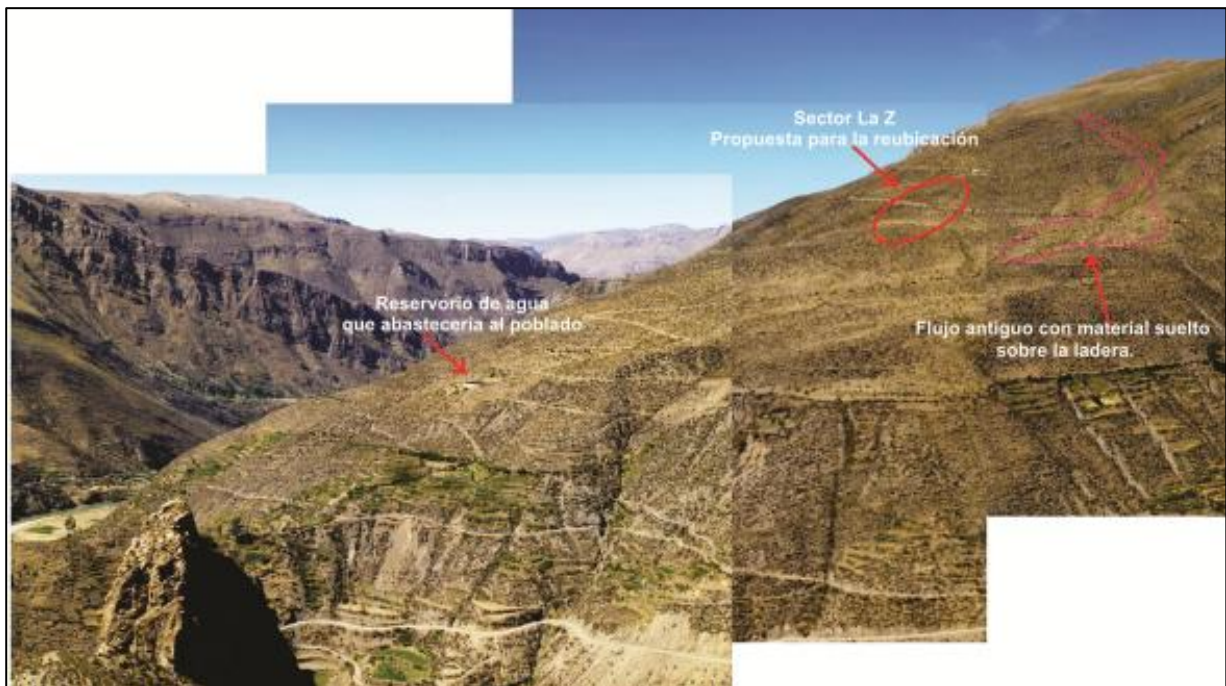 Sector La Z
Propuesta para la reubicación
Reservorio de agua
que abasteceria al poblado
Flujo antiguo con material suelto
sobre la ladera.